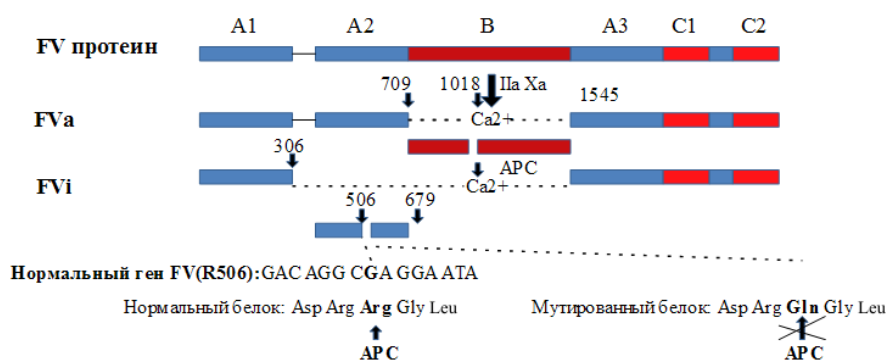 A1 A2 B A3 C1 C2
FV протеин
709 1018 IIa Xa 1545
FVa Ca2+
306 APC
FVi Ca2+
506 679
Нормальный ген FV(R506):GAC AGG CGAG GGA ATA
Нормальный белок: Asp Arg Arg Gly Leu Мутированный белок: Asp Arg Gln Gly Leu
APC APC